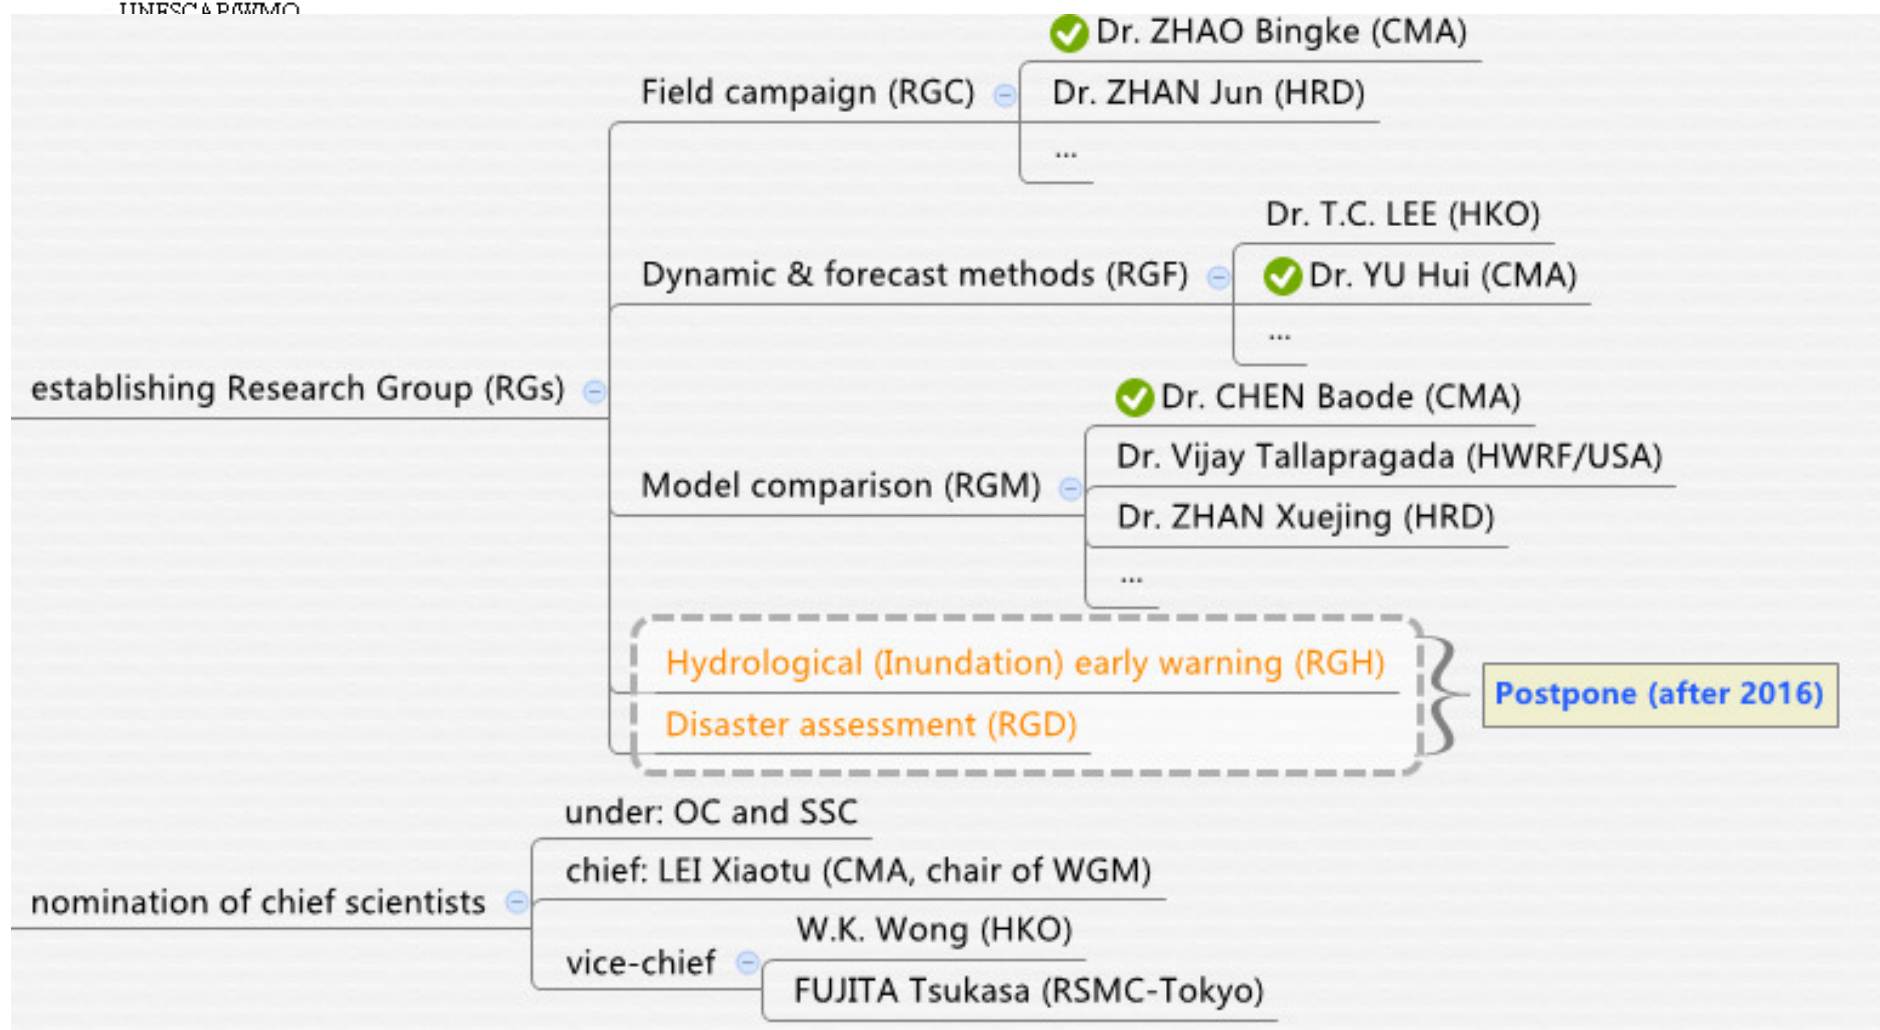 UNESCAP/WMO
Dr. ZHAO Bingke (CMA)
Field campaign (RGC)
Dr. ZHAN Jun (HRD)
...
Dr. T.C. LEE (HKO)
Dynamic & forecast methods (RGF)
Dr. YU Hui (CMA)
...
establishing Research Group (RGs)
Dr. CHEN Baode (CMA)
Dr. Vijay Tallapragada (HWRF/USA)
Model comparison (RGM)
Dr. ZHAN Xuejing (HRD)
...
Hydrological (Inundation) early warning (RGH)
Postpone (after 2016)
Disaster assessment (RGD)
under: OC and SSC
chief: LEI Xiaotu (CMA, chair of WGM)
nomination of chief scientists
W.K. Wong (HKO)
vice-chief
FUJITA Tsukasa (RSMC-Tokyo)